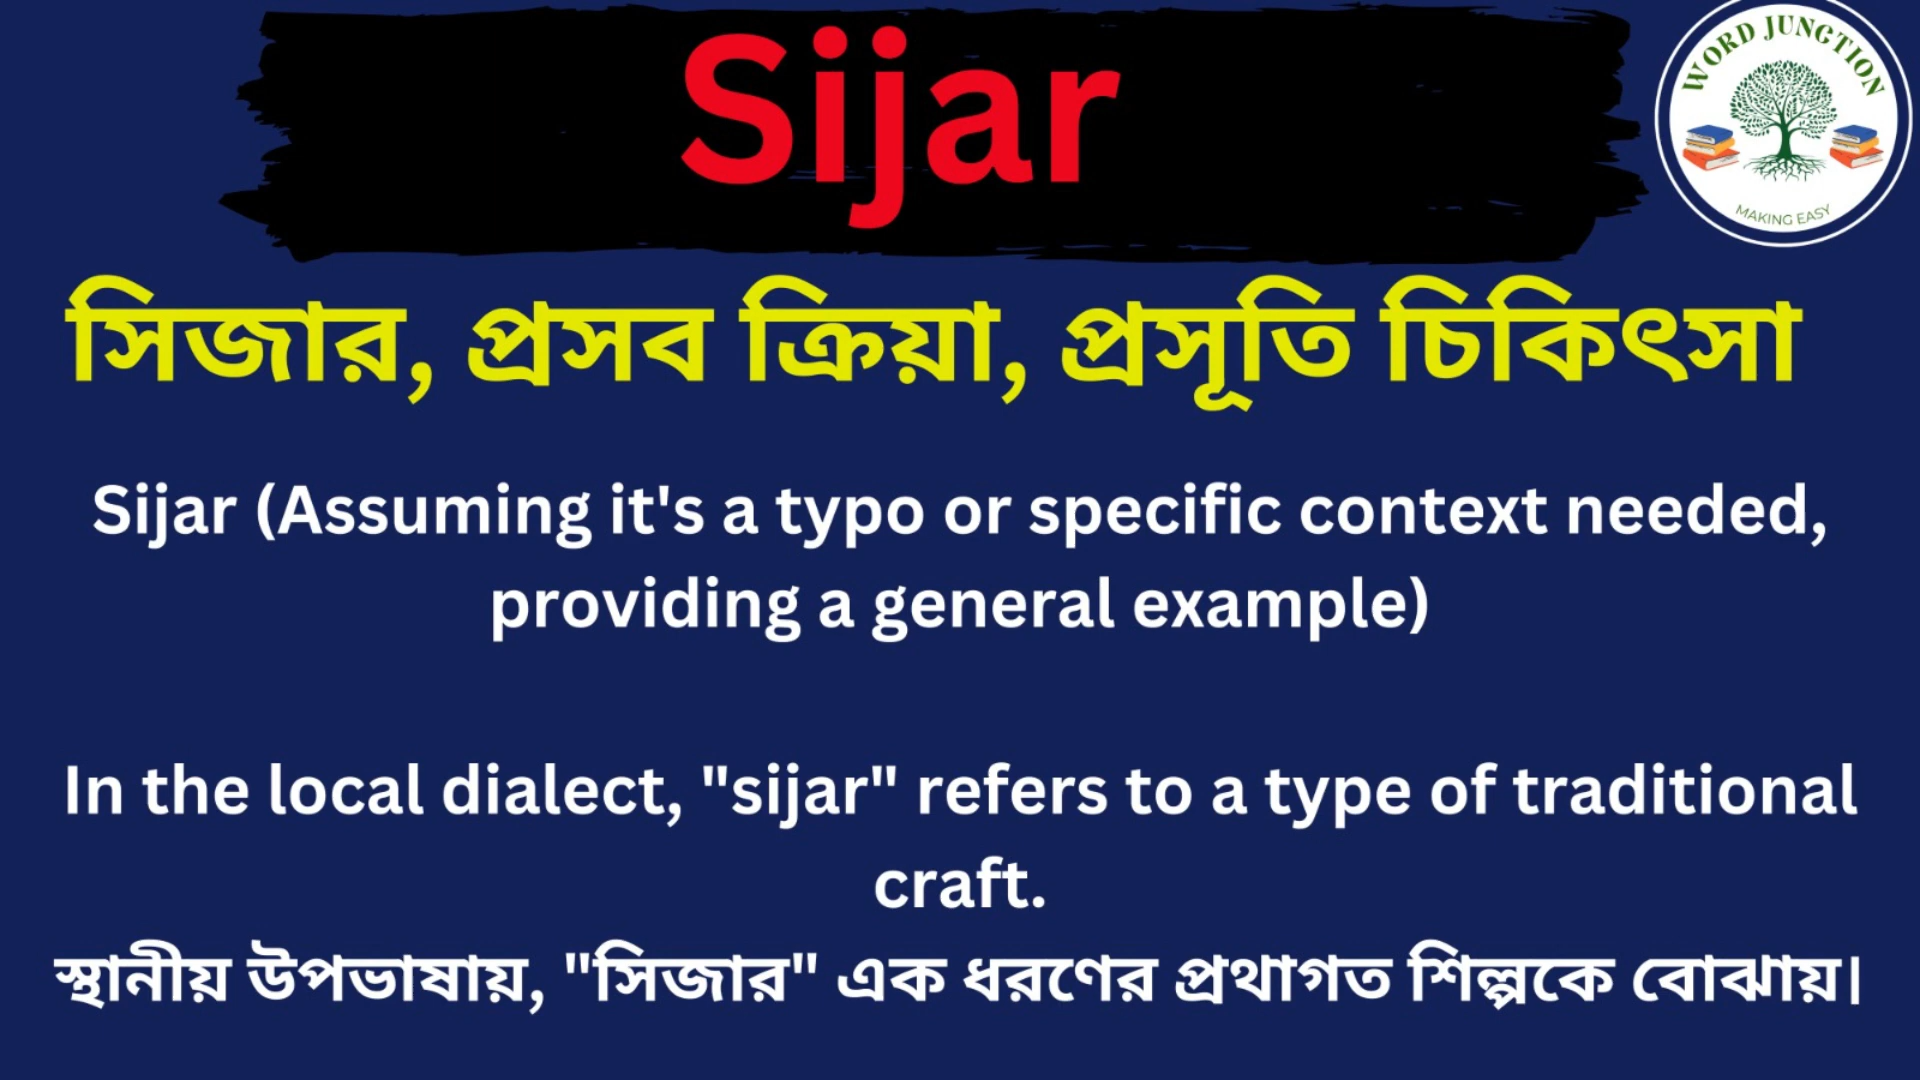 Sijar
WORD JUNCTION
MAKING EASY
সিজার, প্রসব ক্রিয়া, প্রসূতি চিকিৎসা
Sijar (Assuming it's a typo or specific context needed,
providing a general example)
In the local dialect, "sijar" refers to a type of traditional
craft.
স্থানীয় উপভাষায়, "সিজার" এক ধরণের প্রথাগত শিল্পকে বোঝায়।